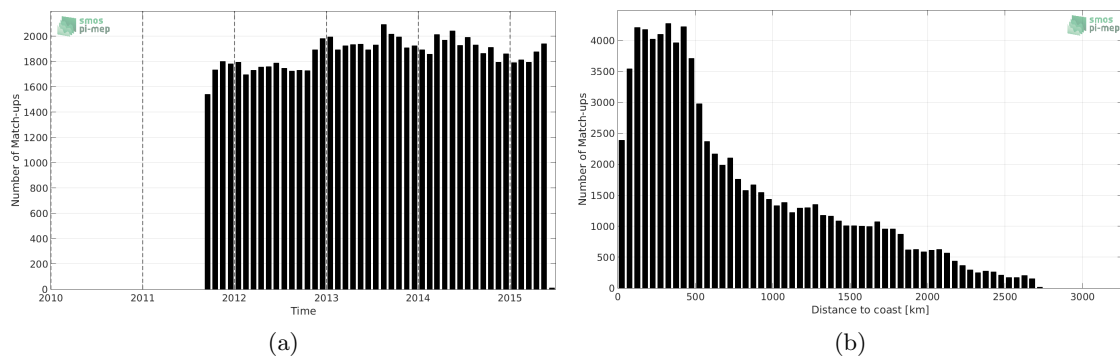 smos
pi-mep
Number of Match-ups
2000
1800
1600
1400
1200
1000
800
600
400
200
0
2010 2011 2012 2013 2014 2015
Time
(a)
smos
pi-mep
Number of Match-ups
4000
3500
3000
2500
2000
1500
1000
500
0
0 500 1000 1500 2000 2500 3000
Distance to coast [km]
(b)